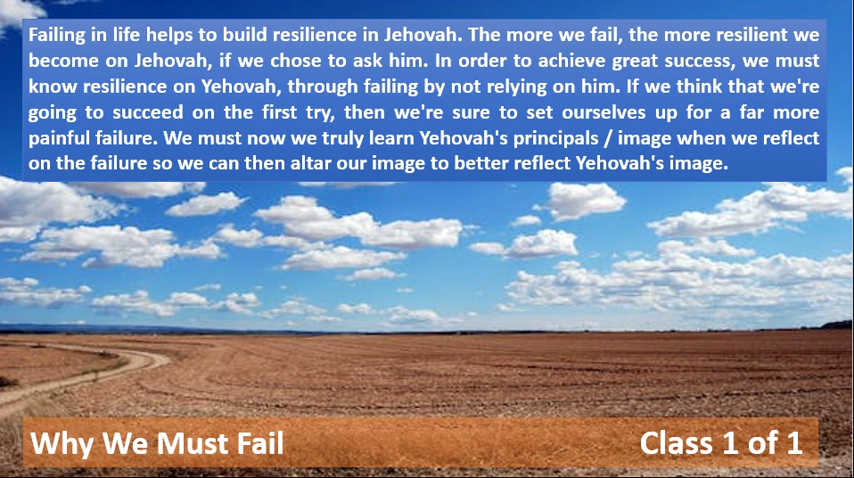 Failing in life helps to build resilience in Jehovah. The more we fail, the more resilient we
become on Jehovah, if we chose to ask him. In order to achieve great success, we must
know resilience on Yehovah, through failing by not relying on him. If we think that we're
going to succeed on the first try, then we're sure to set ourselves up for a far more
painful failure. We must now we truly learn Yehovah's principals / image when we reflect
on the failure so we can then altar our image to better reflect Yehovah's image.
Why We Must Fail
Class 1 of 1